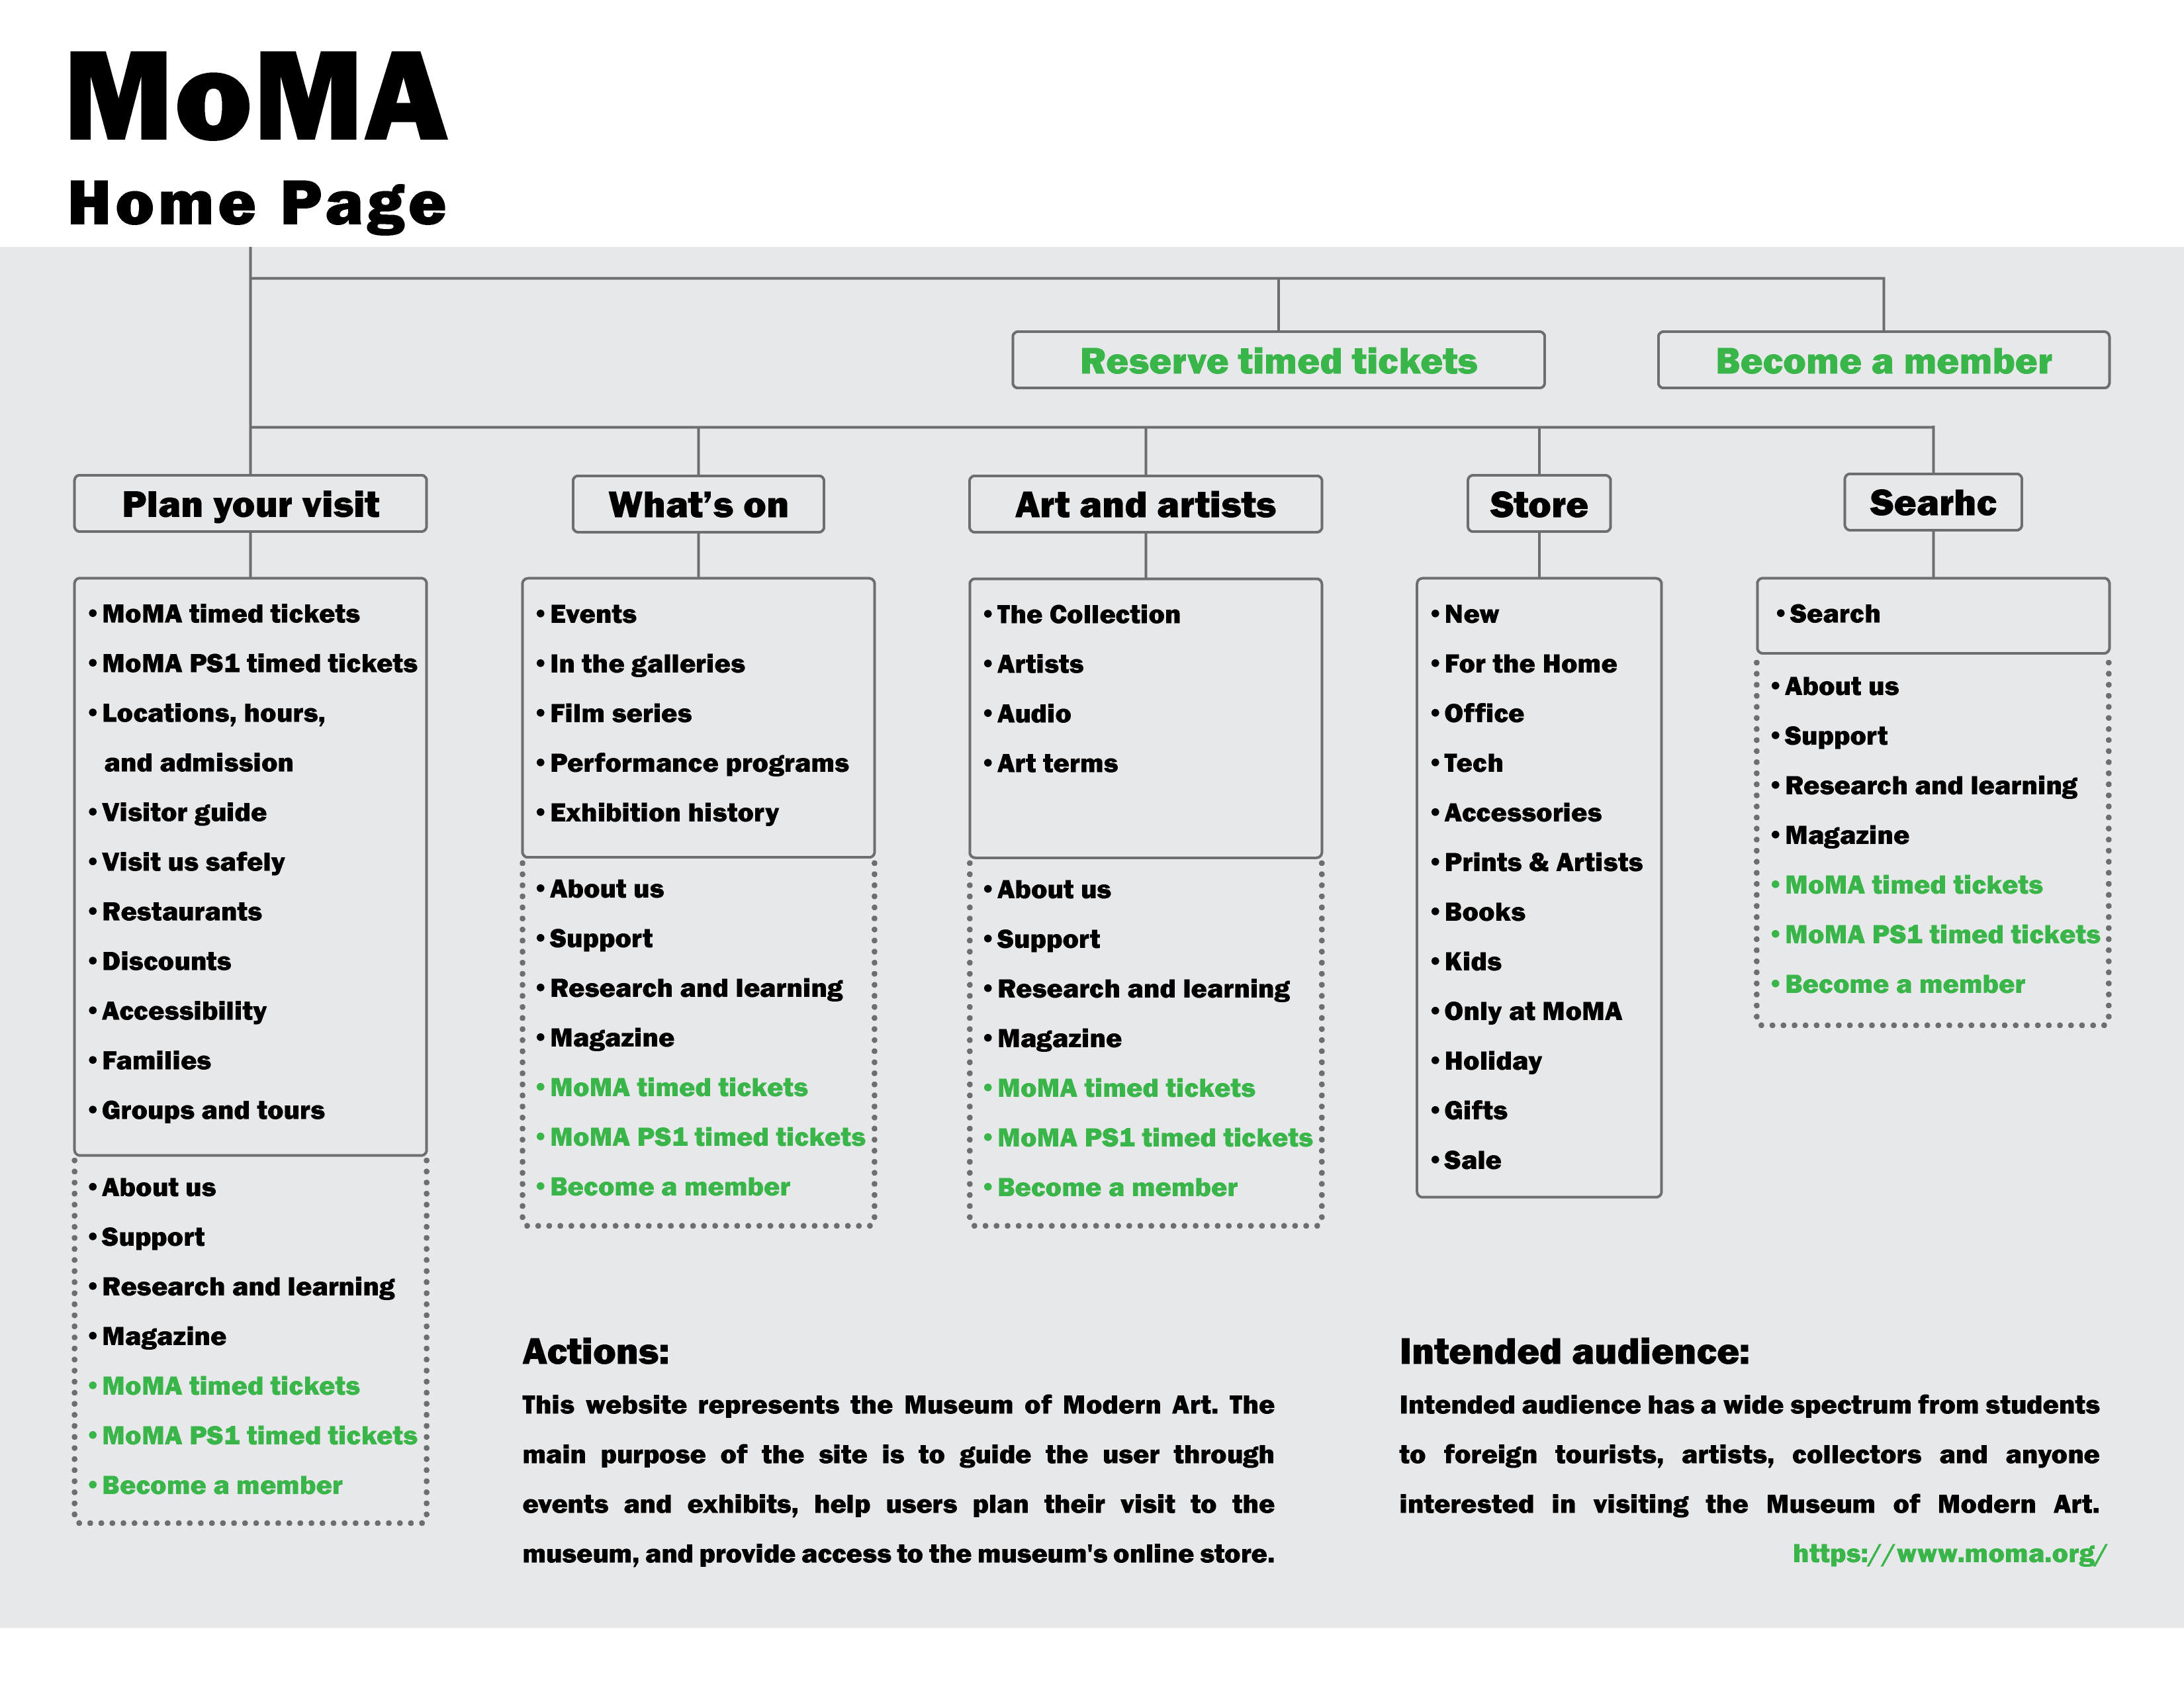 MoMA
Home Page
Reserve timed tickets
Become a member
Plan your visit
What’s on
Art and artists
Store
Searhc
•MoMA timed tickets
•MoMA PS1 timed tickets
•Locations, hours,
and admission
•Visitor guide
•Visit us safely
•Restaurants
•Discounts
•Accessibility
•Families
•Groups and tours
•About us
•Support
•Research and learning
•Magazine
•MoMA timed tickets
•MoMA PS1 timed tickets
•Become a member
•Events
•In the galleries
•Film series
•Performance programs
•Exhibition history
•About us
•Support
•Research and learning
•Magazine
•MoMA timed tickets
•MoMA PS1 timed tickets
•Become a member
•The Collection
•Artists
•Audio
•Art terms
•About us
•Support
•Research and learning
•Magazine
•MoMA timed tickets
•MoMA PS1 timed tickets
•Become a member
•New
•For the Home
•Office
•Tech
•Accessories
•Prints & Artists
•Books
•Kids
•Only at MoMA
•Holiday
•Gifts
•Sale
•Search
•About us
•Support
•Research and learning
•Magazine
•MoMA timed tickets
•MoMA PS1 timed tickets
•Become a member
Actions:
This website represents the Museum of Modern Art. The
main purpose of the site is to guide the user through
events and exhibits, help users plan their visit to the
museum, and provide access to the museum's online store.
Intended audience:
Intended audience has a wide spectrum from students
to foreign tourists, artists, collectors and anyone
interested in visiting the Museum of Modern Art.
https://www.moma.org/